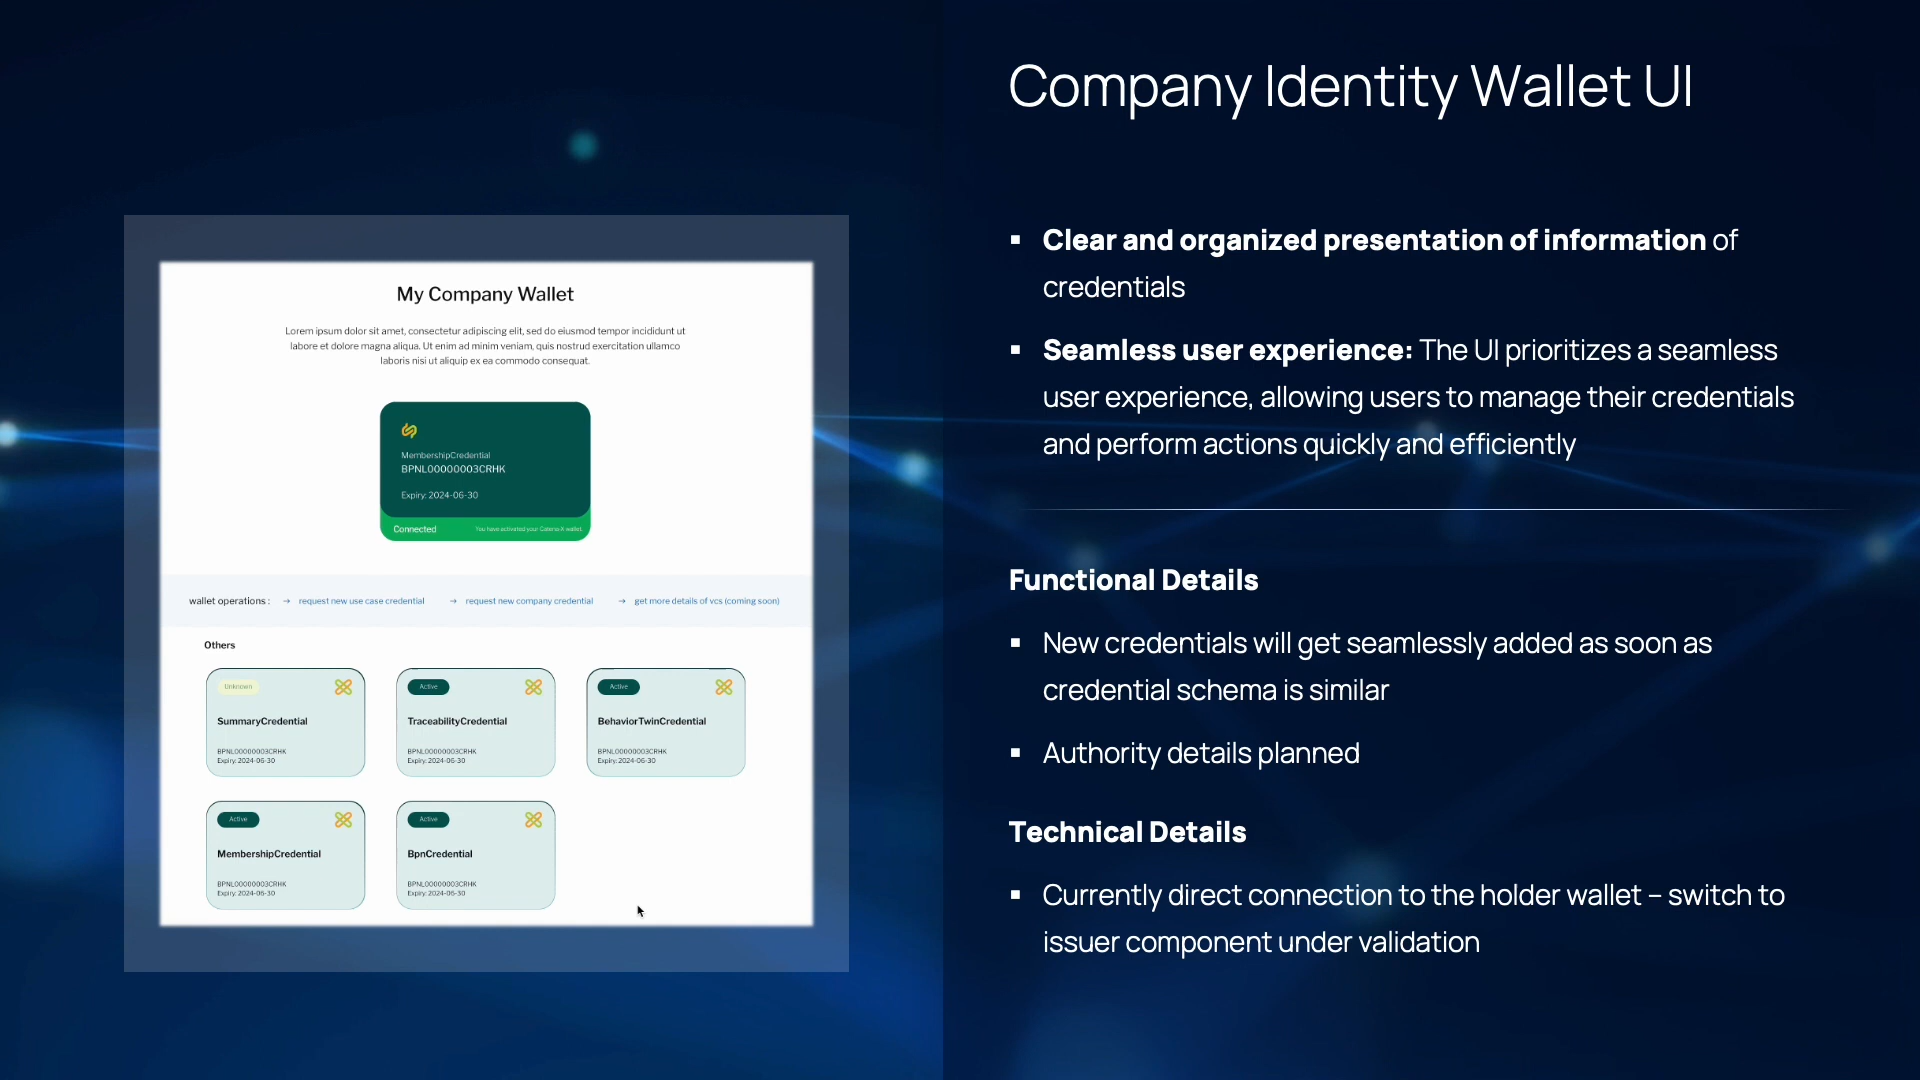 Company Identity Wallet UI
▪ Clear and organized presentation of information of
credentials
▪ Seamless user experience: The UI prioritizes a seamless
user experience, allowing users to manage their credentials
and perform actions quickly and efficiently
Functional Details
▪ New credentials will get seamlessly added as soon as
credential schema is similar
▪ Authority details planned
Technical Details
▪ Currently direct connection to the holder wallet – switch to
issuer component under validation
My Company Wallet
Lorem ipsum dolor sit amet, consectetur adipiscing elit, sed do eiusmod tempor incididunt ut
labore et dolore magna aliqua. Ut enim ad minim veniam, quis nostrud exercitation ullamco
laboris nisi ut aliquip ex ea commodo consequat.
MembershipCredential
BPNL00000003CRHK
Expiry: 2024-06-30
Connected You have activated your Catena-X wallet.
wallet operations : → request new use case credential → request new company credential → get more details of vcs (coming soon)
Others
Unknown
SummaryCredential
BPNL00000003CRHK
Expiry: 2024-06-30
Active
TraceabilityCredential
BPNL00000003CRHK
Expiry: 2024-06-30
Active
BehaviorTwinCredential
BPNL00000003CRHK
Expiry: 2024-06-30
Active
MembershipCredential
BPNL00000003CRHK
Expiry: 2024-06-30
Active
BpnCredential
BPNL00000003CRHK
Expiry: 2024-06-30